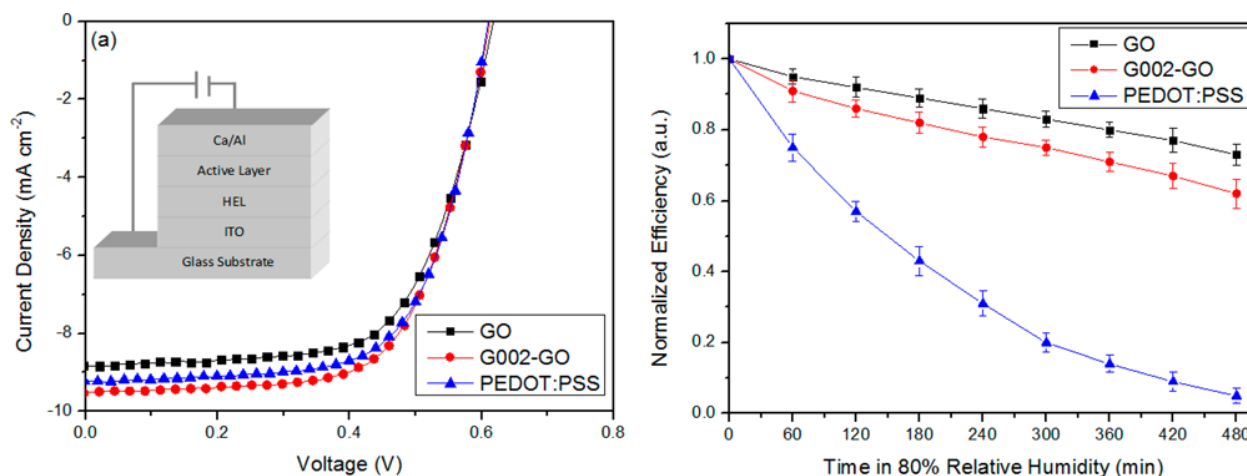 (a)
Current Density (mA cm-2)
0
-2
-4
-6
-8
-10
Ca/Al
Active Layer
HEL
ITO
Glass Substrate
GO
G002-GO
PEDOT:PSS
0.0
0.2
0.4
0.6
0.8
Voltage (V)
Normalized Efficiency (a.u.)
1.0
0.8
0.6
0.4
0.2
0.0
GO
G002-GO
PEDOT:PSS
0
60
120
180
240
300
360
420
480
Time in 80% Relative Humidity (min)